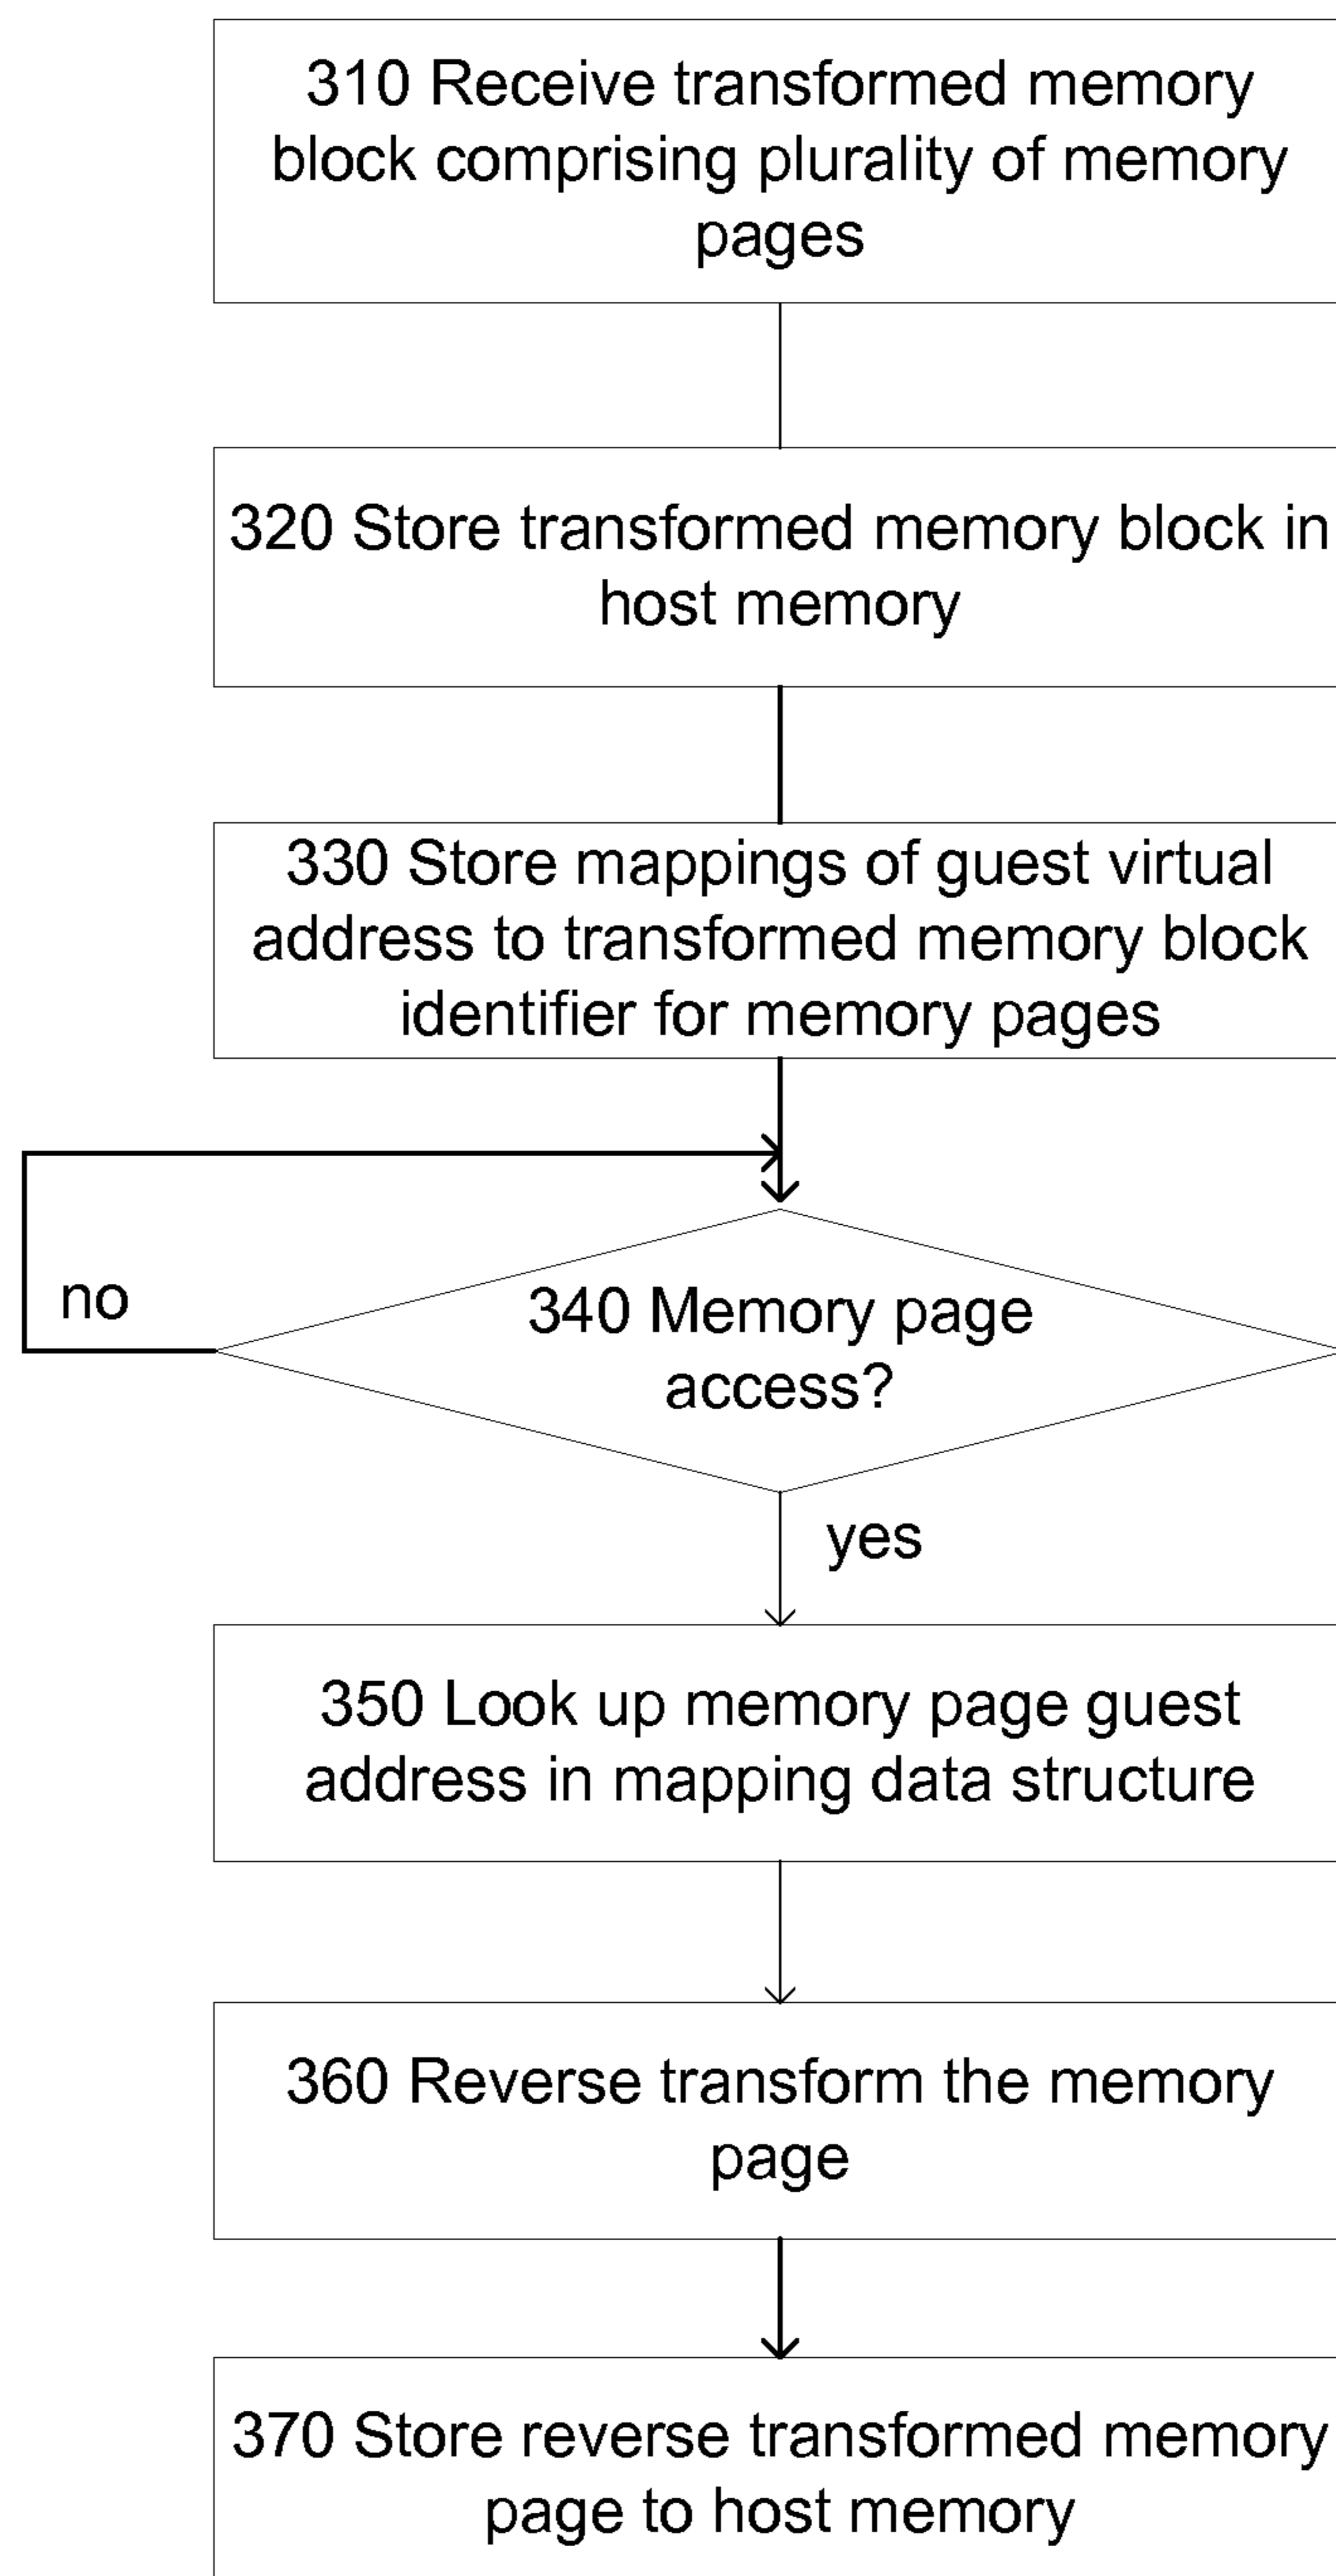 310 Receive transformed memory
block comprising plurality of memory
pages
320 Store transformed memory block in
host memory
330 Store mappings of guest virtual
address to transformed memory block
identifier for memory pages
no
340 Memory page
access?
yes
350 Look up memory page guest
address in mapping data structure
360 Reverse transform the memory
page
370 Store reverse transformed memory
page to host memory